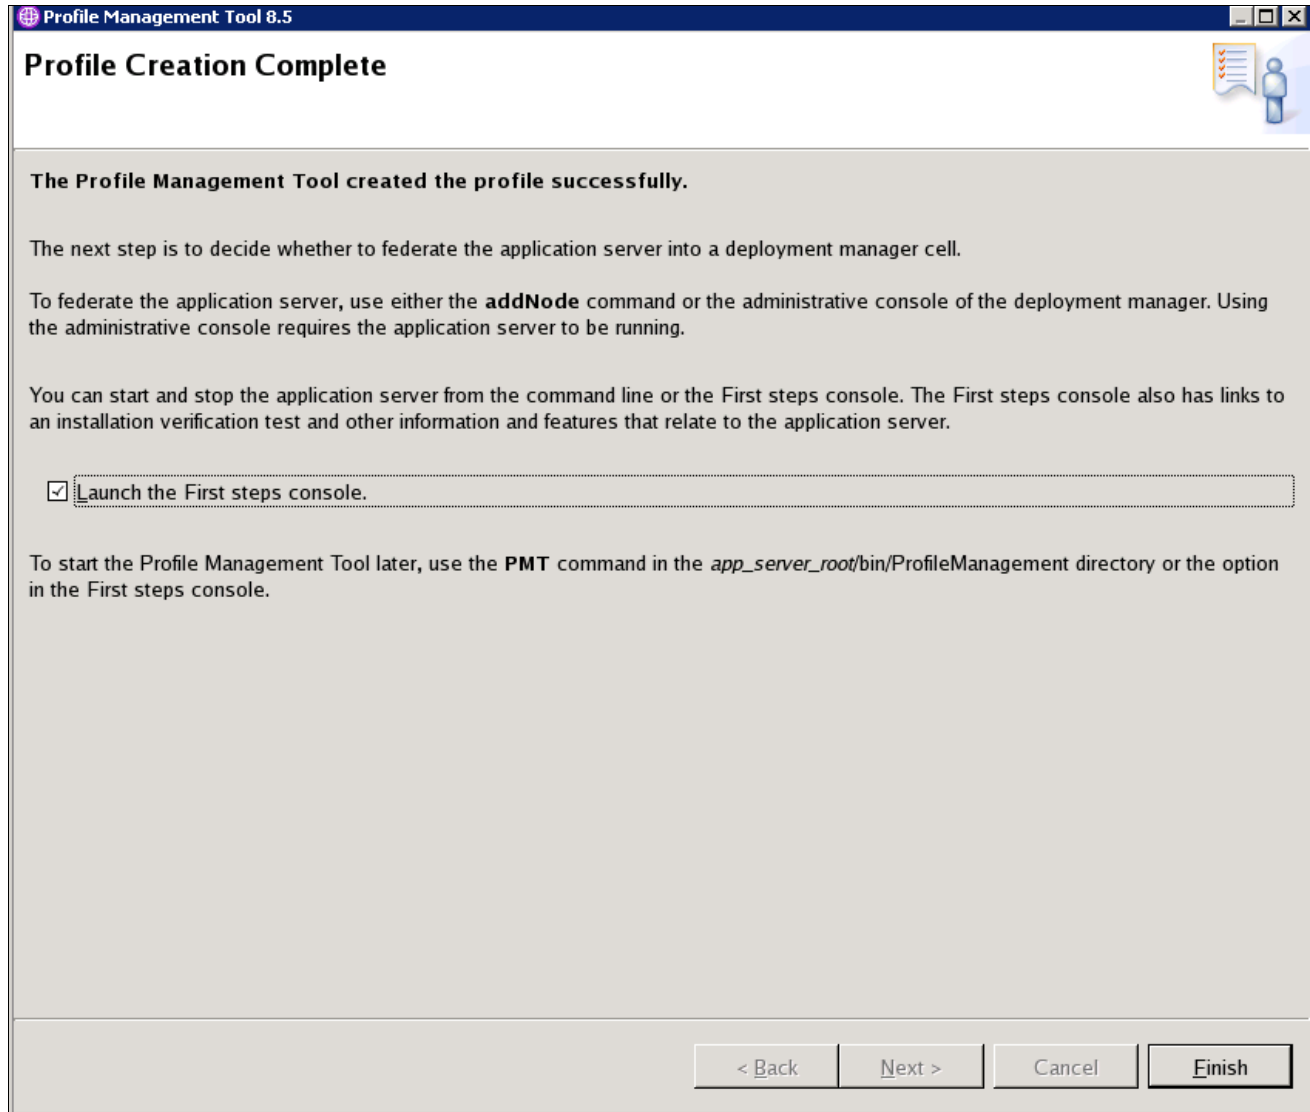 Profile Management Tool 8.5
Profile Creation Complete
The Profile Management Tool created the profile successfully.
The next step is to decide whether to federate the application server into a deployment manager cell.
To federate the application server, use either the addNode command or the administrative console of the deployment manager. Using
the administrative console requires the application server to be running.
You can start and stop the application server from the command line or the First steps console. The First steps console also has links to
an installation verification test and other information and features that relate to the application server.
Launch the First steps console.
To start the Profile Management Tool later, use the PMT command in the app_server_root/bin/ProfileManagement directory or the option
in the First steps console.
< Back Next > Cancel Finish